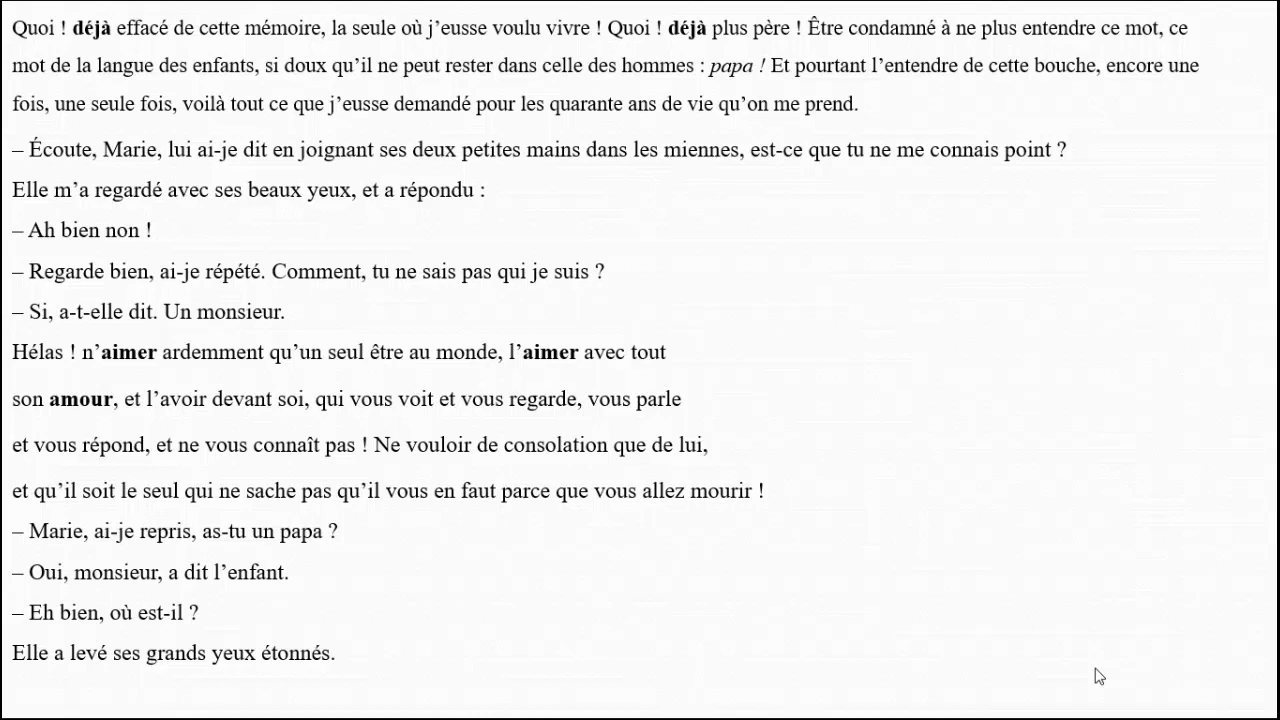 Quoi ! déjà effacé de cette mémoire, la seule où j’eusse voulu vivre ! Quoi ! déjà plus père ! Être condamné à ne plus entendre ce mot, ce
mot de la langue des enfants, si doux qu’il ne peut rester dans celle des hommes : papa ! Et pourtant l’entendre de cette bouche, encore une
fois, une seule fois, voilà tout ce que j’eusse demandé pour les quarante ans de vie qu’on me prend.
– Écoute, Marie, lui ai-je dit en joignant ses deux petites mains dans les miennes, est-ce que tu ne me connais point ?
Elle m’a regardé avec ses beaux yeux, et a répondu :
– Ah bien non !
– Regarde bien, ai-je répété. Comment, tu ne sais pas qui je suis ?
– Si, a-t-elle dit. Un monsieur.
Hélas ! n’aimer ardemment qu’un seul être au monde, l’aimer avec tout
son amour, et l’avoir devant soi, qui vous voit et vous regarde, vous parle
et vous répond, et ne vous connaît pas ! Ne vouloir de consolation que de lui,
et qu’il soit le seul qui ne sache pas qu’il vous en faut parce que vous allez mourir !
– Marie, ai-je repris, as-tu un papa ?
– Oui, monsieur, a dit l’enfant.
– Eh bien, où est-il ?
Elle a levé ses grands yeux étonnés.